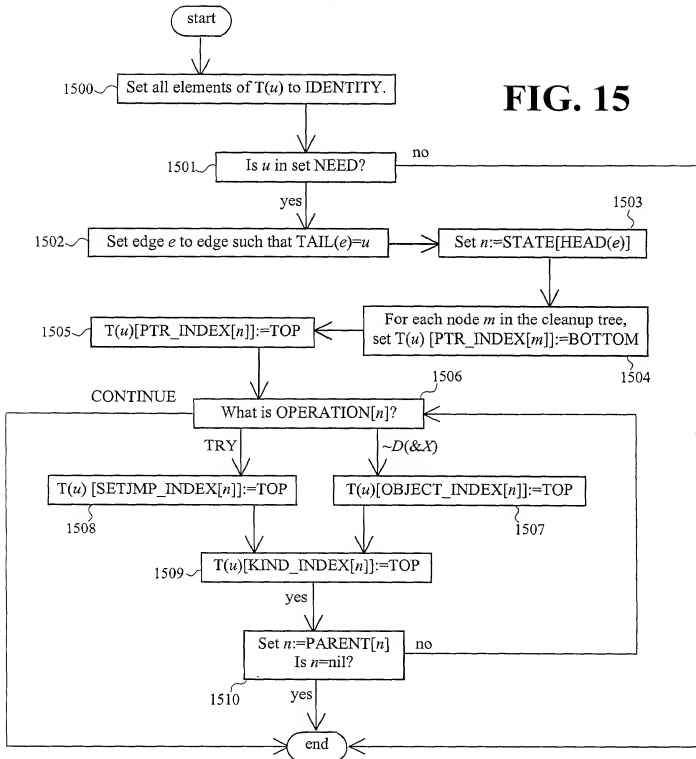 start
FIG. 15
1500
Set all elements of T(u) to IDENTITY.
1501
Is u in set NEED?
no
yes
1502
Set edge e to edge such that TAIL(e)=u
1503
Set n:=STATE[HEAD(e)]
For each node m in the cleanup tree,
set T(u) [PTR_INDEX[m]]:=BOTTOM
1504
1505
T(u)[PTR_INDEX[n]]:=TOP
CONTINUE
1506
What is OPERATION[n]?
TRY
~D(&X)
T(u) [SETJMP_INDEX[n]]:=TOP
1508
T(u)[OBJECT_INDEX[n]]:=TOP
1507
1509
T(u)[KIND_INDEX[n]]:=TOP
yes
Set n:=PARENT[n]
Is n=nil?
no
1510
yes
end